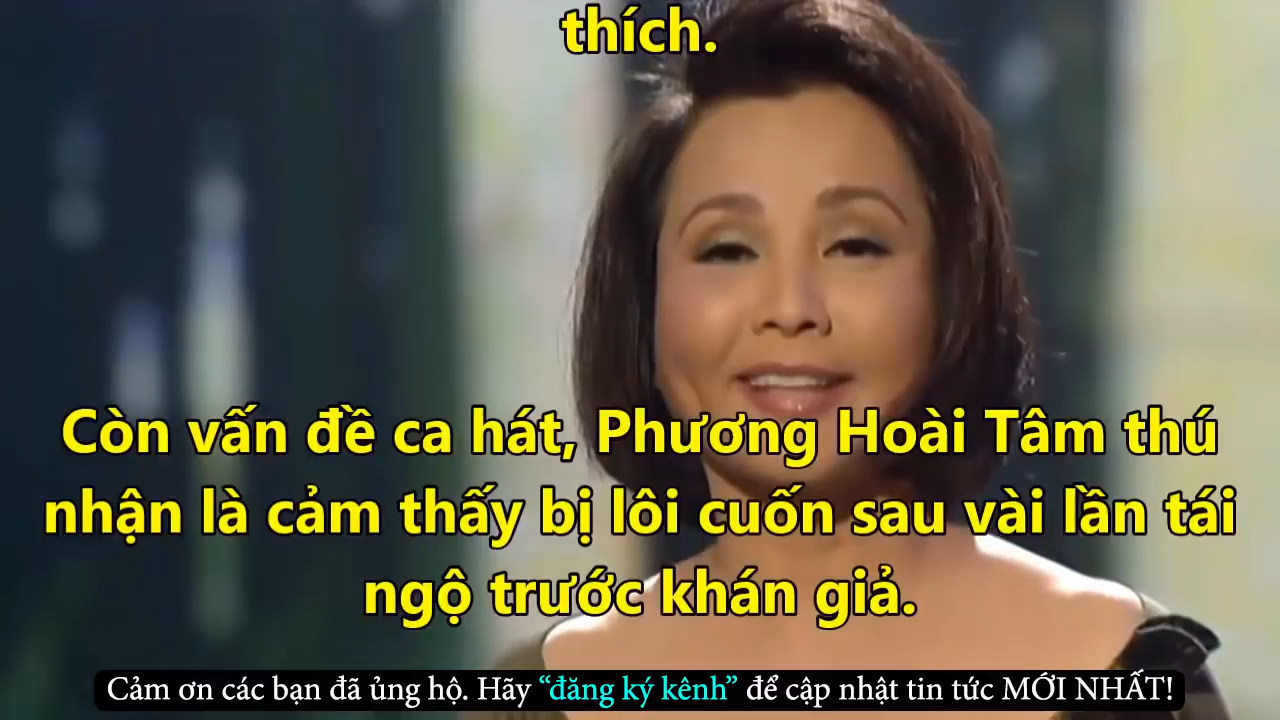 thích.
Còn vấn đề ca hát, Phương Hoài Tâm thú
nhận là cảm thấy bị lôi cuốn sau vài lần tái
ngộ trước khán giả.
Cảm ơn các bạn đã ủng hộ. Hãy “đăng ký kênh” để cập nhật tin tức MỚI NHẤT!